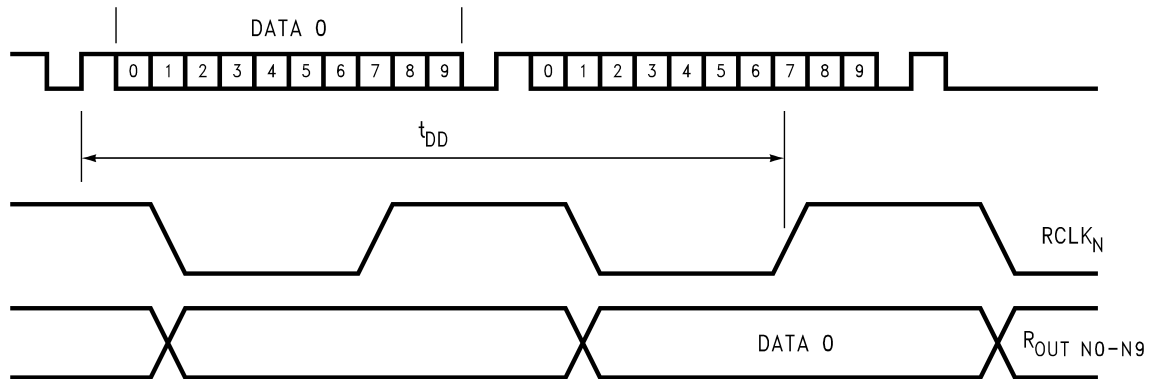 DATA 0
0 1 2 3 4 5 6 7 8 9 0 1 2 3 4 5 6 7 8 9
tDD
RCLKN
DATA 0
ROUT N0-N9